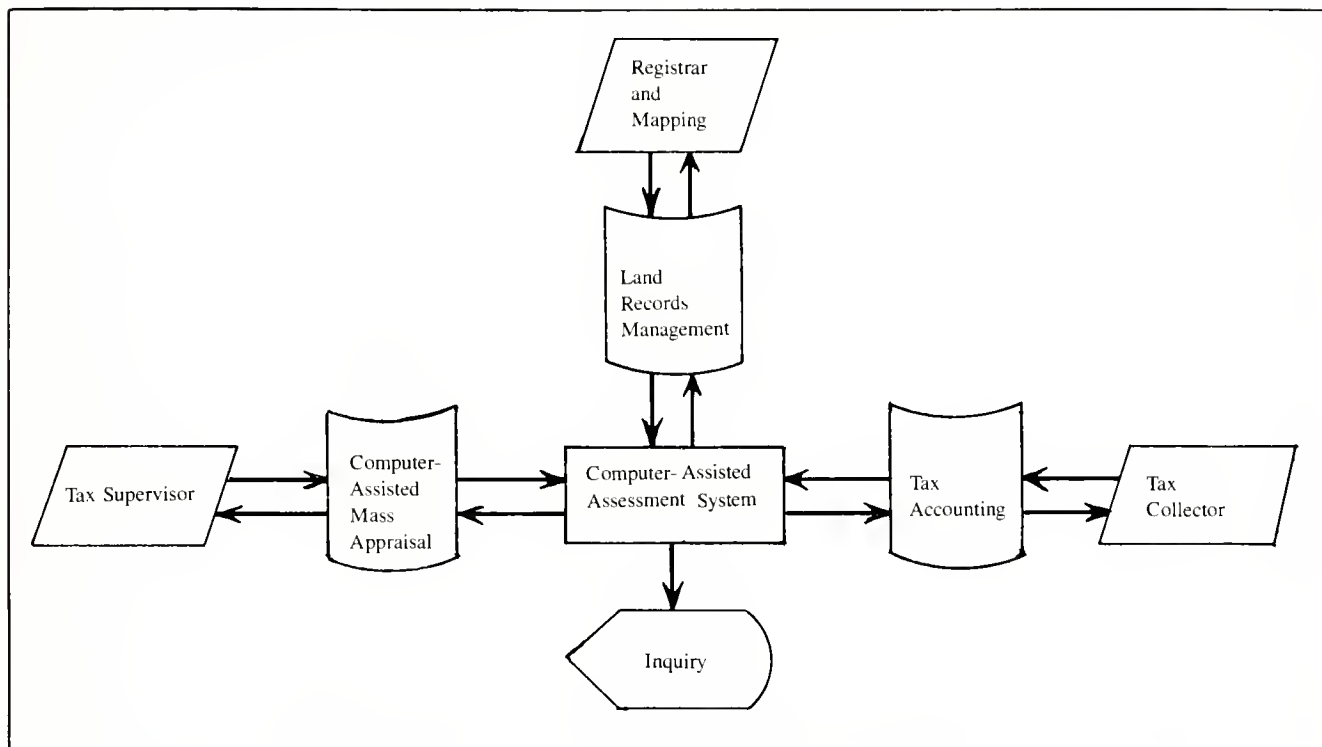 Registrar
and
Mapping
Land
Records
Management
Tax Supervisor
Computer-
Assisted
Mass
Appraisal
Computer-Assisted
Assessment System
Tax
Accounting
Tax
Collector
Inquiry